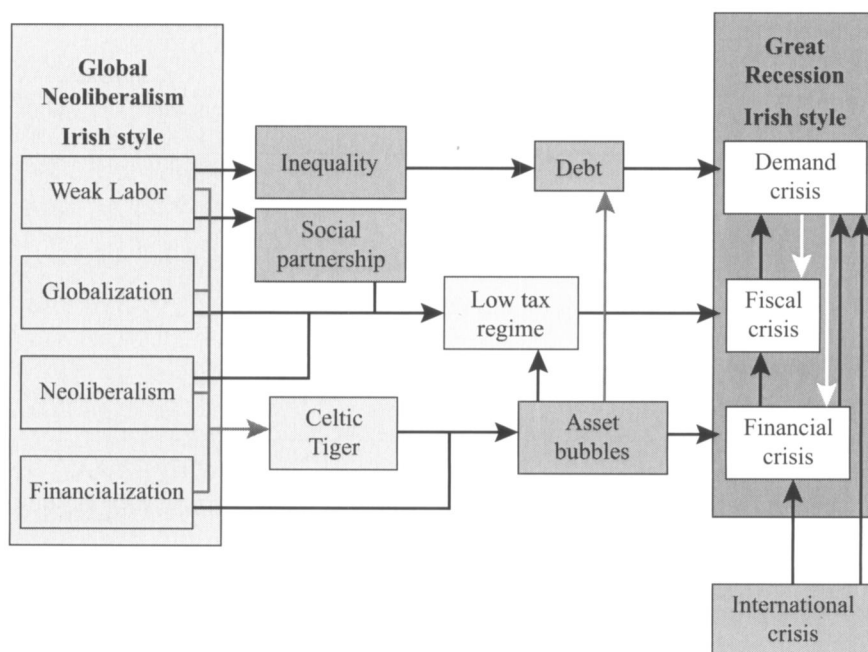 Global
Neoliberalism
Irish style
Weak Labor
Globalization
Neoliberalism
Financialization
Inequality
Social
partnership
Celtic
Tiger
Low tax
regime
Debt
Asset
bubbles
Great
Recession
Irish style
Demand
crisis
Fiscal
crisis
Financial
crisis
International
crisis